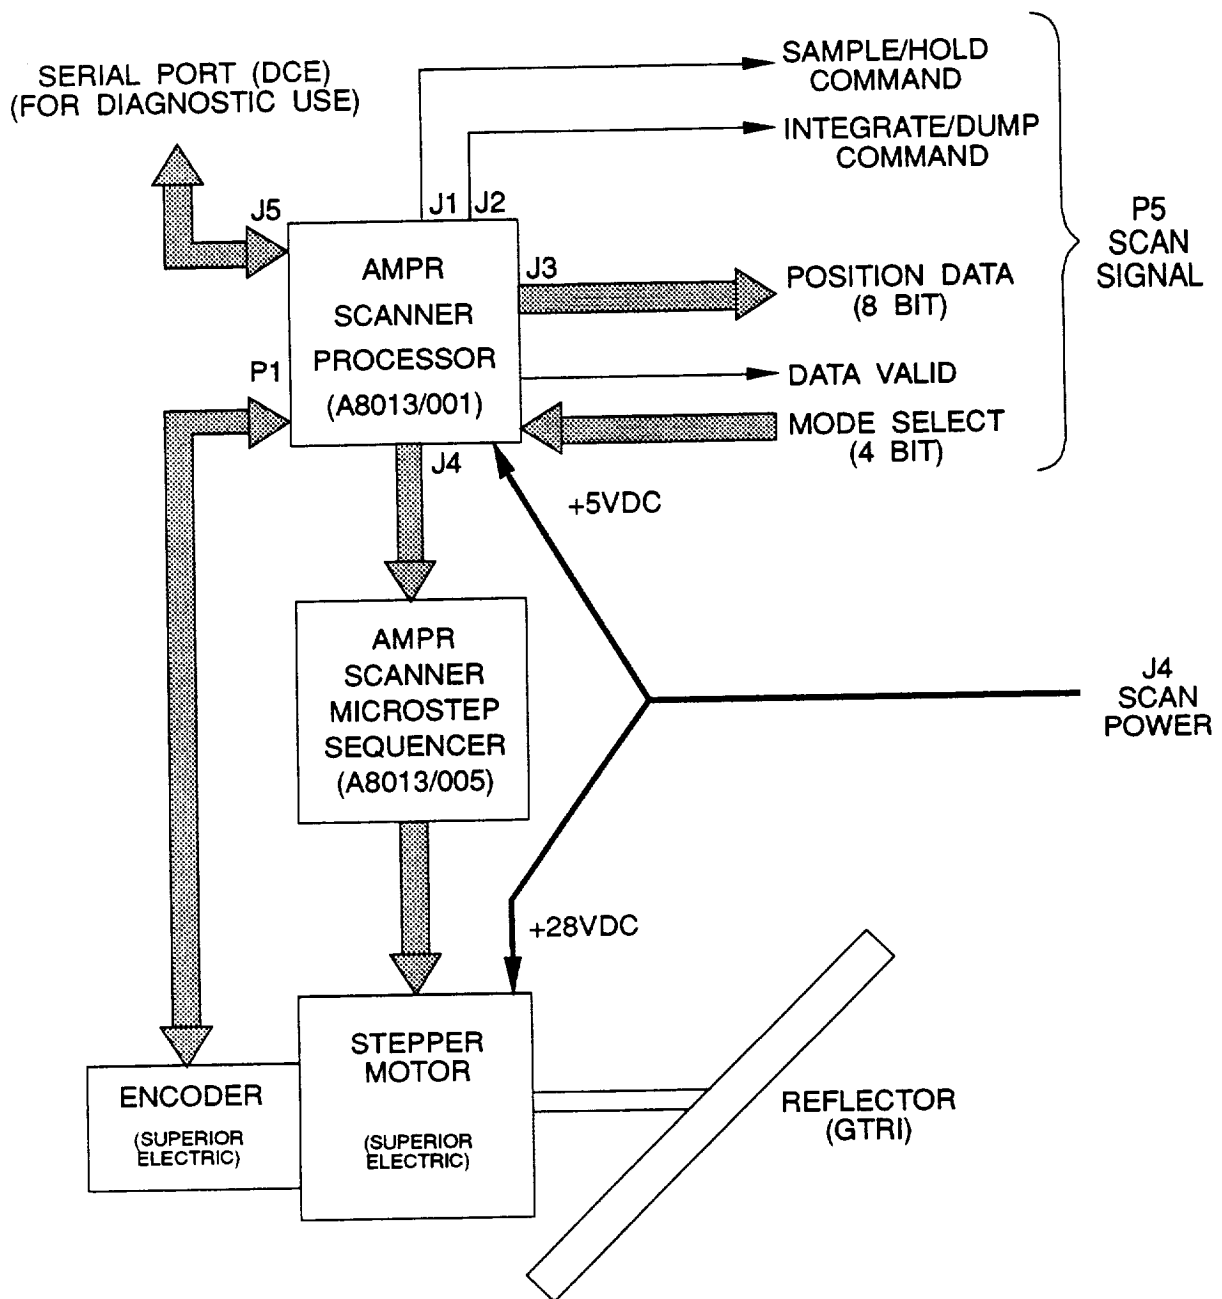 SERIAL PORT (DCE)
(FOR DIAGNOSTIC USE)
SAMPLE/HOLD
COMMAND
INTEGRATE/DUMP
COMMAND
P5
SCAN
SIGNAL
J5
J1
J2
J3
AMPR
SCANNER
PROCESSOR
(A8013/001)
POSITION DATA
(8 BIT)
P1
DATA VALID
MODE SELECT
(4 BIT)
J4
+5VDC
AMPR
SCANNER
MICROSTEP
SEQUENCER
(A8013/005)
J4
SCAN
POWER
+28VDC
STEPPER
MOTOR
(SUPERIOR
ELECTRIC)
ENCODER
(SUPERIOR
ELECTRIC)
REFLECTOR
(GTRI)